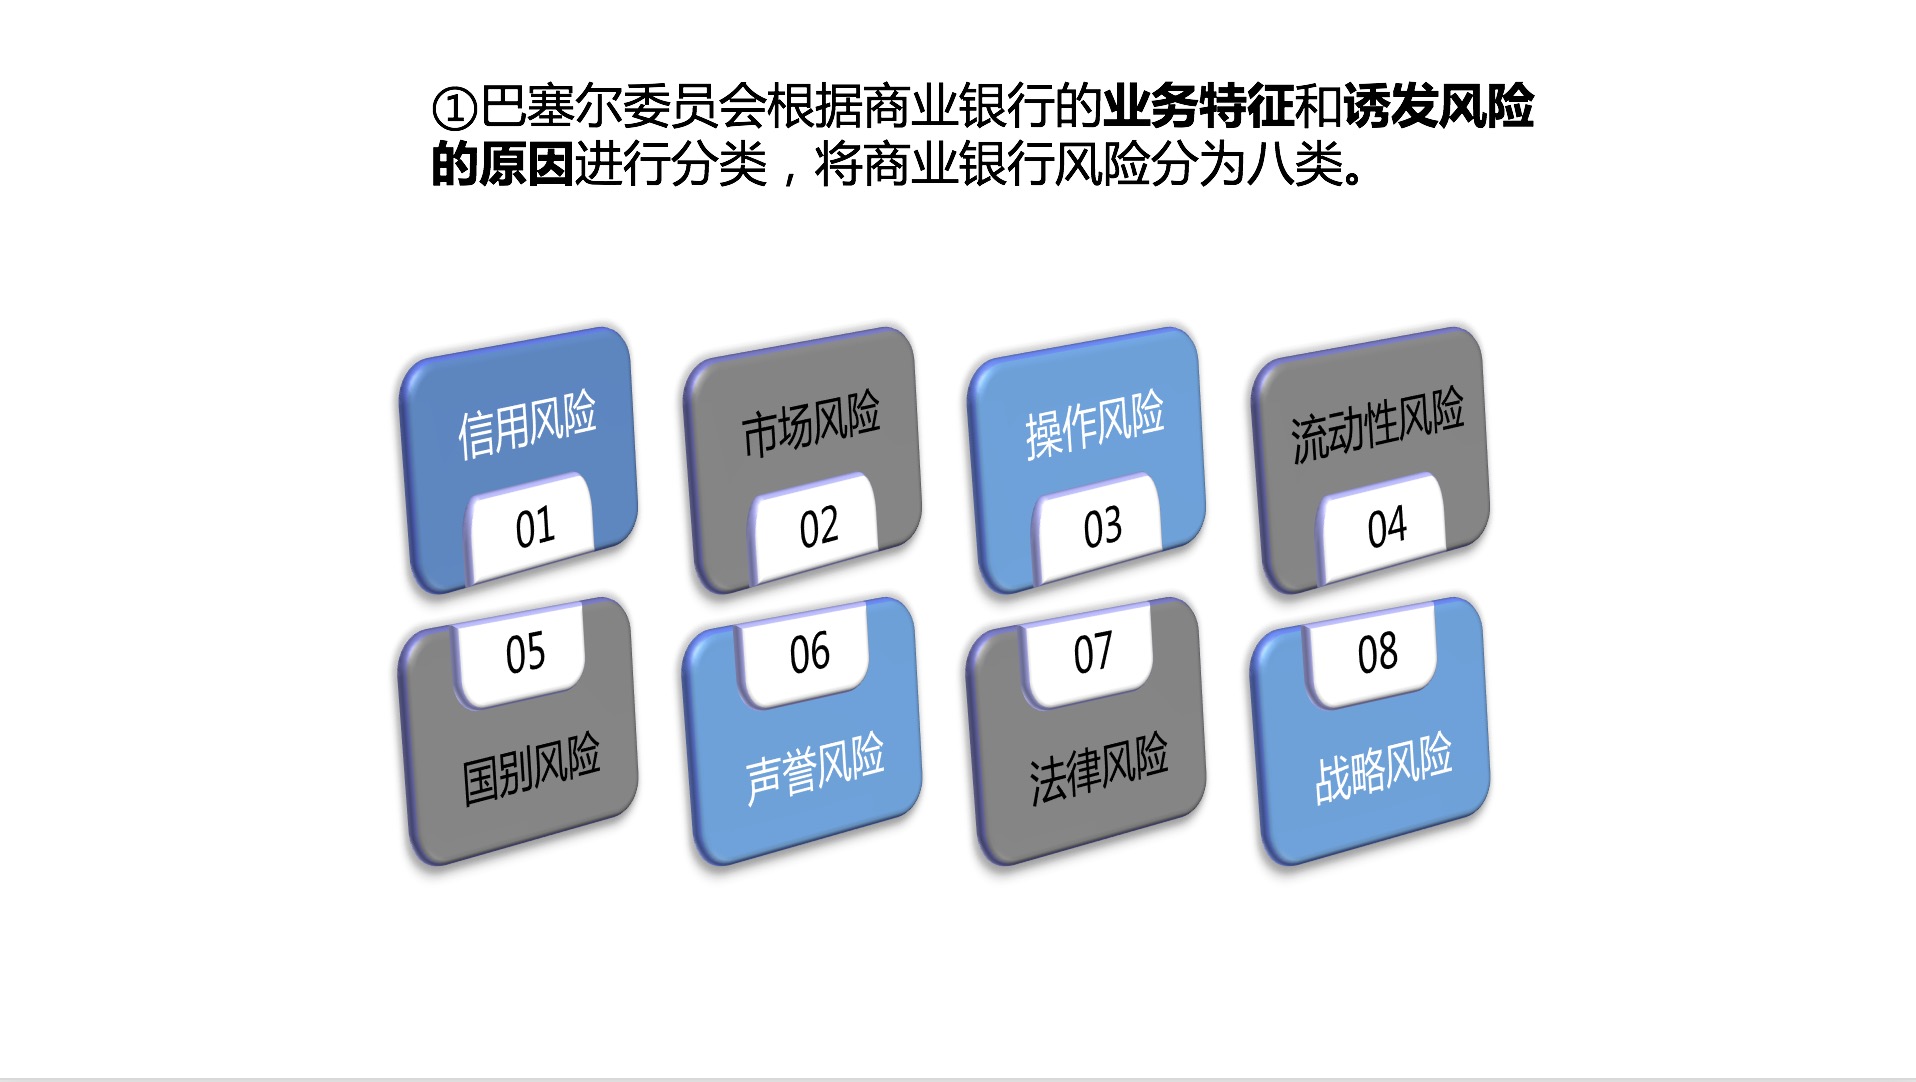 ①巴塞尔委员会根据商业银行的业务特征和诱发风险
的原因进行分类，将商业银行风险分为八类。
信用风险
01
市场风险
02
操作风险
03
流动性风险
04
05
国别风险
06
声誉风险
07
法律风险
08
战略风险